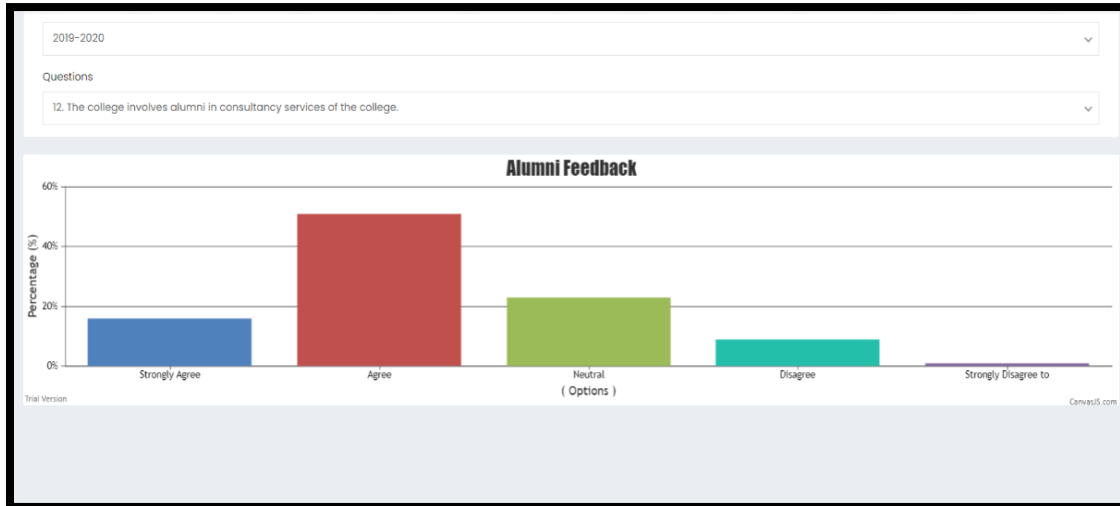 2019-2020
Questions
12. The college involves alumni in consultancy services of the college.
Alumni Feedback
60%
40%
20%
0%
Percentage (%)
Strongly Agree
Agree
Neutral
Disagree
Strongly Disagree to
( Options )
Trial Version
CanvasJS.com